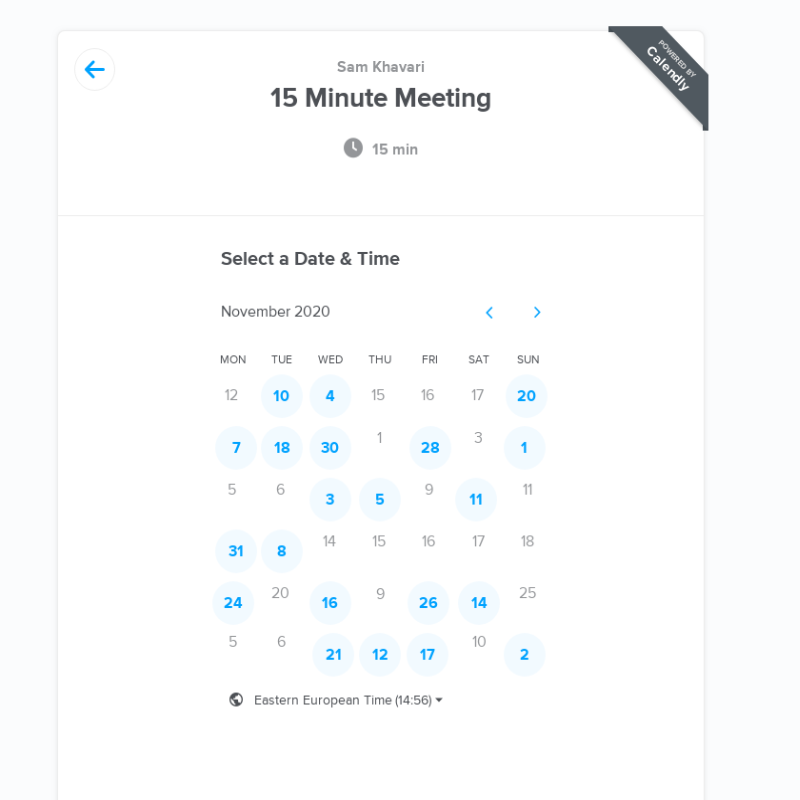 POWERED BY
Calendly
Sam Khavari
15 Minute Meeting
15 min
Select a Date & Time
November 2020
MON TUE WED THU FRI SAT SUN
12 10 4 15 16 17 20
7 18 30 1 28 3 1
5 6 3 5 9 11 11
31 8 14 15 16 17 18
24 20 16 9 26 14 25
5 6 21 12 17 10 2
Eastern European Time (14:56)